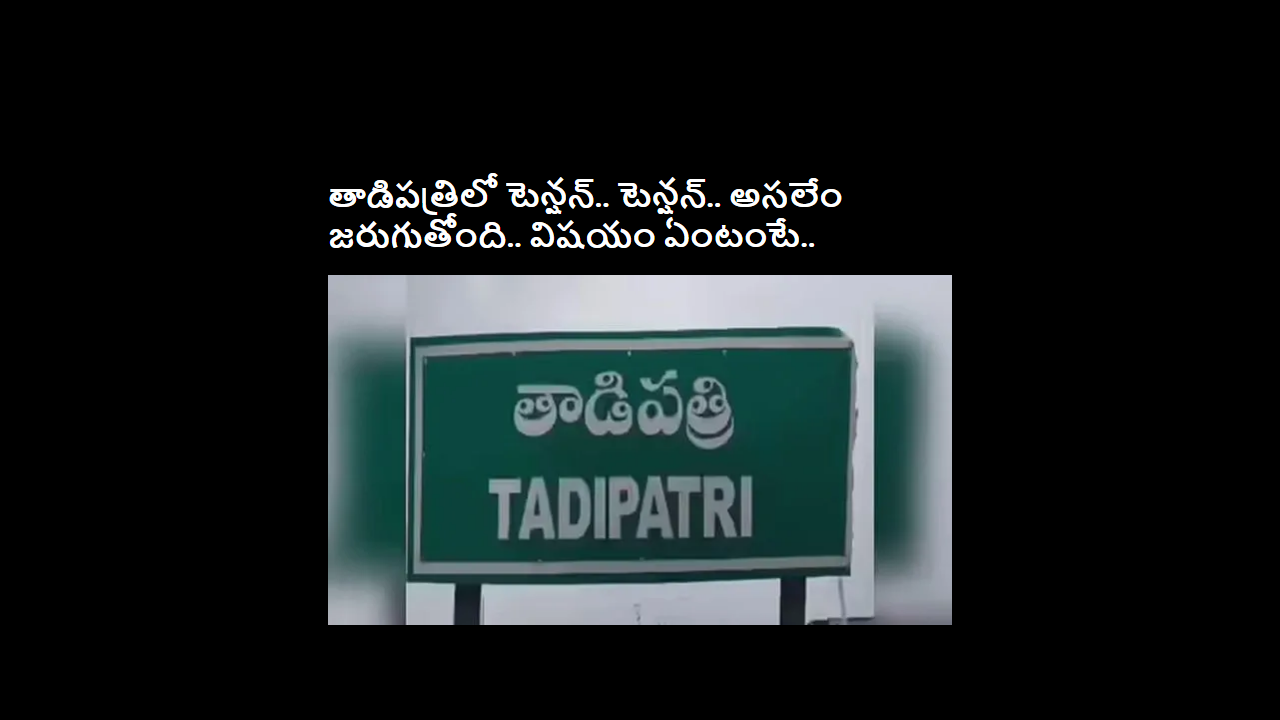 తాడిపత్రిలో టెన్షన్.. టెన్షన్.. అసలేం
జరుగుతోంది.. విషయం ఏంటంటే..
తాడిపత్రి
TADIPATRI